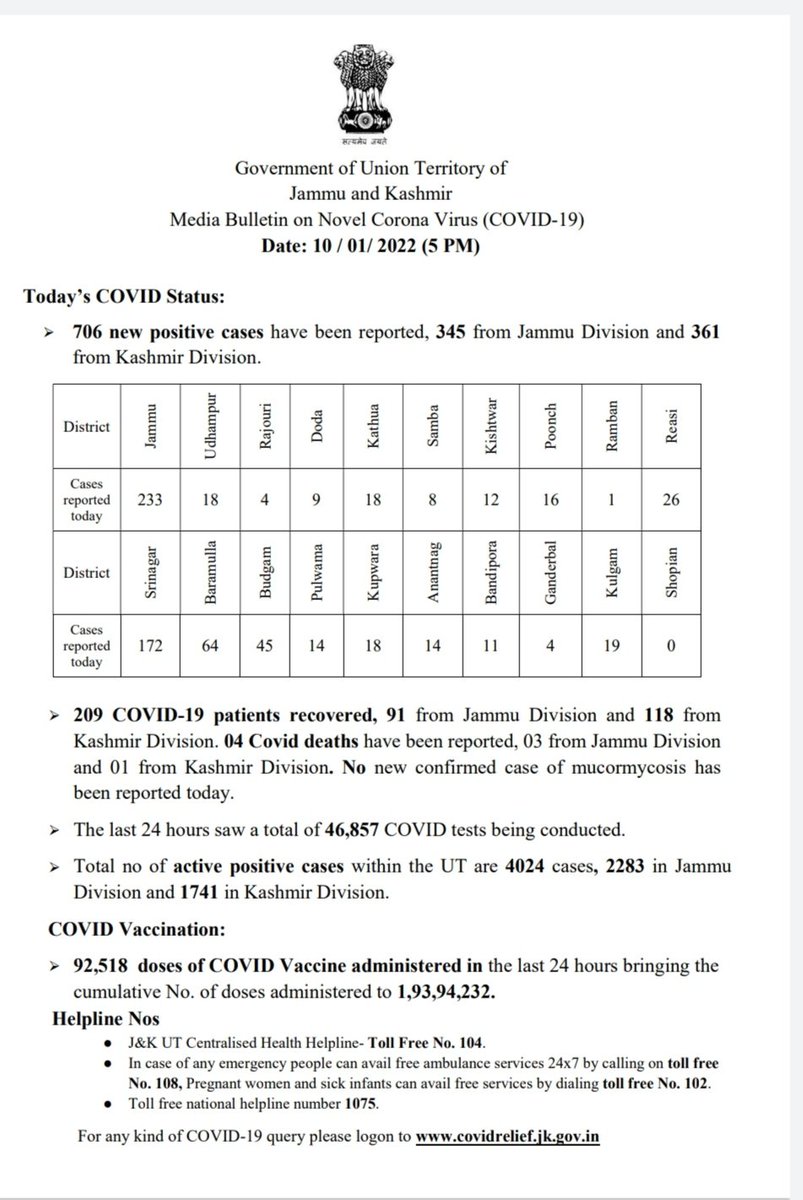 सत्यमेव जयते
Government of Union Territory of
Jammu and Kashmir
Media Bulletin on Novel Corona Virus (COVID-19)
Date: 10 / 01/ 2022 (5 PM)
Today’s COVID Status:
➢ 706 new positive cases have been reported, 345 from Jammu Division and 361
from Kashmir Division.
District Jammu Udhampur Rajouri Doda Kathua Samba Kishtwar Poonch Ramban Reasi
Cases
reported
today
233 18 4 9 18 8 12 16 1 26
District Srinagar Baramulla Budgam Pulwama Kupwara Anantnag Bandipora Ganderbal Kulgam Shopian
Cases
reported
today
172 64 45 14 18 14 11 4 19 0
➢ 209 COVID-19 patients recovered, 91 from Jammu Division and 118 from
Kashmir Division. 04 Covid deaths have been reported, 03 from Jammu Division
and 01 from Kashmir Division. No new confirmed case of mucormycosis has
been reported today.
➢ The last 24 hours saw a total of 46,857 COVID tests being conducted.
➢ Total no of active positive cases within the UT are 4024 cases, 2283 in Jammu
Division and 1741 in Kashmir Division.
COVID Vaccination:
➢ 92,518 doses of COVID Vaccine administered in the last 24 hours bringing the
cumulative No. of doses administered to 1,93,94,232.
Helpline Nos
• J&K UT Centralised Health Helpline- Toll Free No. 104.
• In case of any emergency people can avail free ambulance services 24x7 by calling on toll free
No. 108, Pregnant women and sick infants can avail free services by dialing toll free No. 102.
• Toll free national helpline number 1075.
For any kind of COVID-19 query please logon to www.covidrelief.jk.gov.in